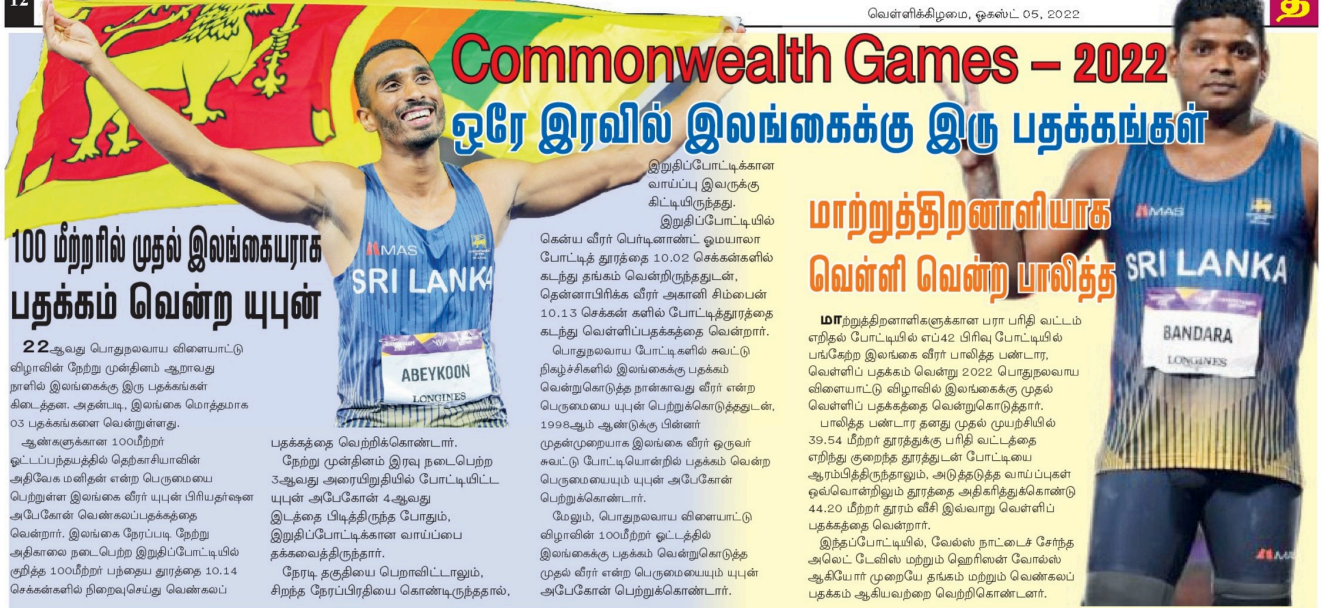 12
வெள்ளிக்கிழமை, ஓகஸ்ட் 05, 2022
த
Commonwealth Games – 2022
ஒரே இரவில் இலங்கைக்கு இரு பதக்கங்கள்
100 மீற்றரில் முதல் இலங்கையராக
பதக்கம் வென்ற யுபுன்
22ஆவது பொதுநலவாய விளையாட்டு
விழாவின் நேற்று முன்தினம் ஆறாவது
நாளில் இலங்கைக்கு இரு பதக்கங்கள்
கிடைத்தன. அதன்படி, இலங்கை மொத்தமாக
03 பதக்கங்களை வென்றுள்ளது.
ஆண்களுக்கான 100மீற்றர்
ஓட்டப்பந்தயத்தில் தெற்காசியாவின்
அதிவேக மனிதன் என்ற பெருமையை
பெற்றுள்ள இலங்கை வீரர் யுபுன் பிரியதர்ஷன
அபேகோன் வெண்கலப்பதக்கத்தை
வென்றார். இலங்கை நேரப்படி நேற்று
அதிகாலை நடைபெற்ற இறுதிப்போட்டியில்
குறித்த 100மீற்றர் பந்தைய தூரத்தை 10.14
செக்கன்களில் நிறைவுசெய்து வெண்கலப்
பதக்கத்தை வெற்றிக்கொண்டார்.
நேற்று முன்தினம் இரவு நடைபெற்ற
3ஆவது அரையிறுதியில் போட்டியிட்ட
யுபுன் அபேகோன் 4ஆவது
இடத்தை பிடித்திருந்த போதும்,
இறுதிப்போட்டிக்கான வாய்ப்பை
தக்கவைத்திருந்தார்.
நேரடி தகுதியை பெறாவிட்டாலும்,
சிறந்த நேரப்பிரதியை கொண்டிருந்ததால்,
இறுதிப்போட்டிக்கான
வாய்ப்பு இவருக்கு
கிட்டியிருந்தது.
இறுதிப்போட்டியில்
கென்ய வீரர் பெர்டினாண்ட் ஓமயாலா
போட்டித் தூரத்தை 10.02 செக்கன்களில்
கடந்து தங்கம் வென்றிருந்ததுடன்,
தென்னாபிரிக்க வீரர் அகானி சிம்பைன்
10.13 செக்கன் களில் போட்டித்தூரத்தை
கடந்து வெள்ளிப்பதக்கத்தை வென்றார்.
பொதுநலவாய போட்டிகளில் சுவட்டு
நிகழ்ச்சிகளில் இலங்கைக்கு பதக்கம்
வென்றுகொடுத்த நான்காவது வீரர் என்ற
பெருமையை யுபுன் பெற்றுக்கொடுத்ததுடன்,
1998ஆம் ஆண்டுக்கு பின்னர்
முதன்முறையாக இலங்கை வீரர் ஒருவர்
சுவட்டு போட்டியொன்றில் பதக்கம் வென்ற
பெருமையையும் யுபுன் அபேகோன்
பெற்றுக்கொண்டார்.
மேலும், பொதுநலவாய விளையாட்டு
விழாவின் 100மீற்றர் ஓட்டத்தில்
இலங்கைக்கு பதக்கம் வென்றுகொடுத்த
முதல் வீரர் என்ற பெருமையையும் யுபுன்
அபேகோன் பெற்றுக்கொண்டார்.
MAS
SRI LANKA
ABEYKOON
LONGINES
மாற்றுத்திறனாளியாக
வெள்ளி வென்ற பாலித்த
மாற்றுத்திறனாளிகளுக்கான பரா பரிதி வட்டம்
எறிதல் போட்டியில் எப்42 பிரிவு போட்டியில்
பங்கேற்ற இலங்கை வீரர் பாலித்த பண்டார,
வெள்ளிப் பதக்கம் வென்று 2022 பொதுநலவாய
விளையாட்டு விழாவில் இலங்கைக்கு முதல்
வெள்ளிப் பதக்கத்தை வென்றுகொடுத்தார்.
பாலித்த பண்டார தனது முதல் முயற்சியில்
39.54 மீற்றர் தூரத்துக்கு பரிதி வட்டத்தை
எறிந்து குறைந்த தூரத்துடன் போட்டியை
ஆரம்பித்திருந்தாலும், அடுத்தடுத்த வாய்ப்புகள்
ஒவ்வொன்றிலும் தூரத்தை அதிகரித்துக்கொண்டு
44.20 மீற்றர் தூரம் வீசி இவ்வாறு வெள்ளிப்
பதக்கத்தை வென்றார்.
இந்தப்போட்டியில், வேல்ஸ் நாட்டைச் சேர்ந்த
அலெட் டேவிஸ் மற்றும் ஹெரிஸன் வோல்ஸ்
ஆகியோர் முறையே தங்கம் மற்றும் வெண்கலப்
பதக்கம் ஆகியவற்றை வெற்றிகொண்டனர்.
MAS
SRI LANKA
BANDARA
LONGINES